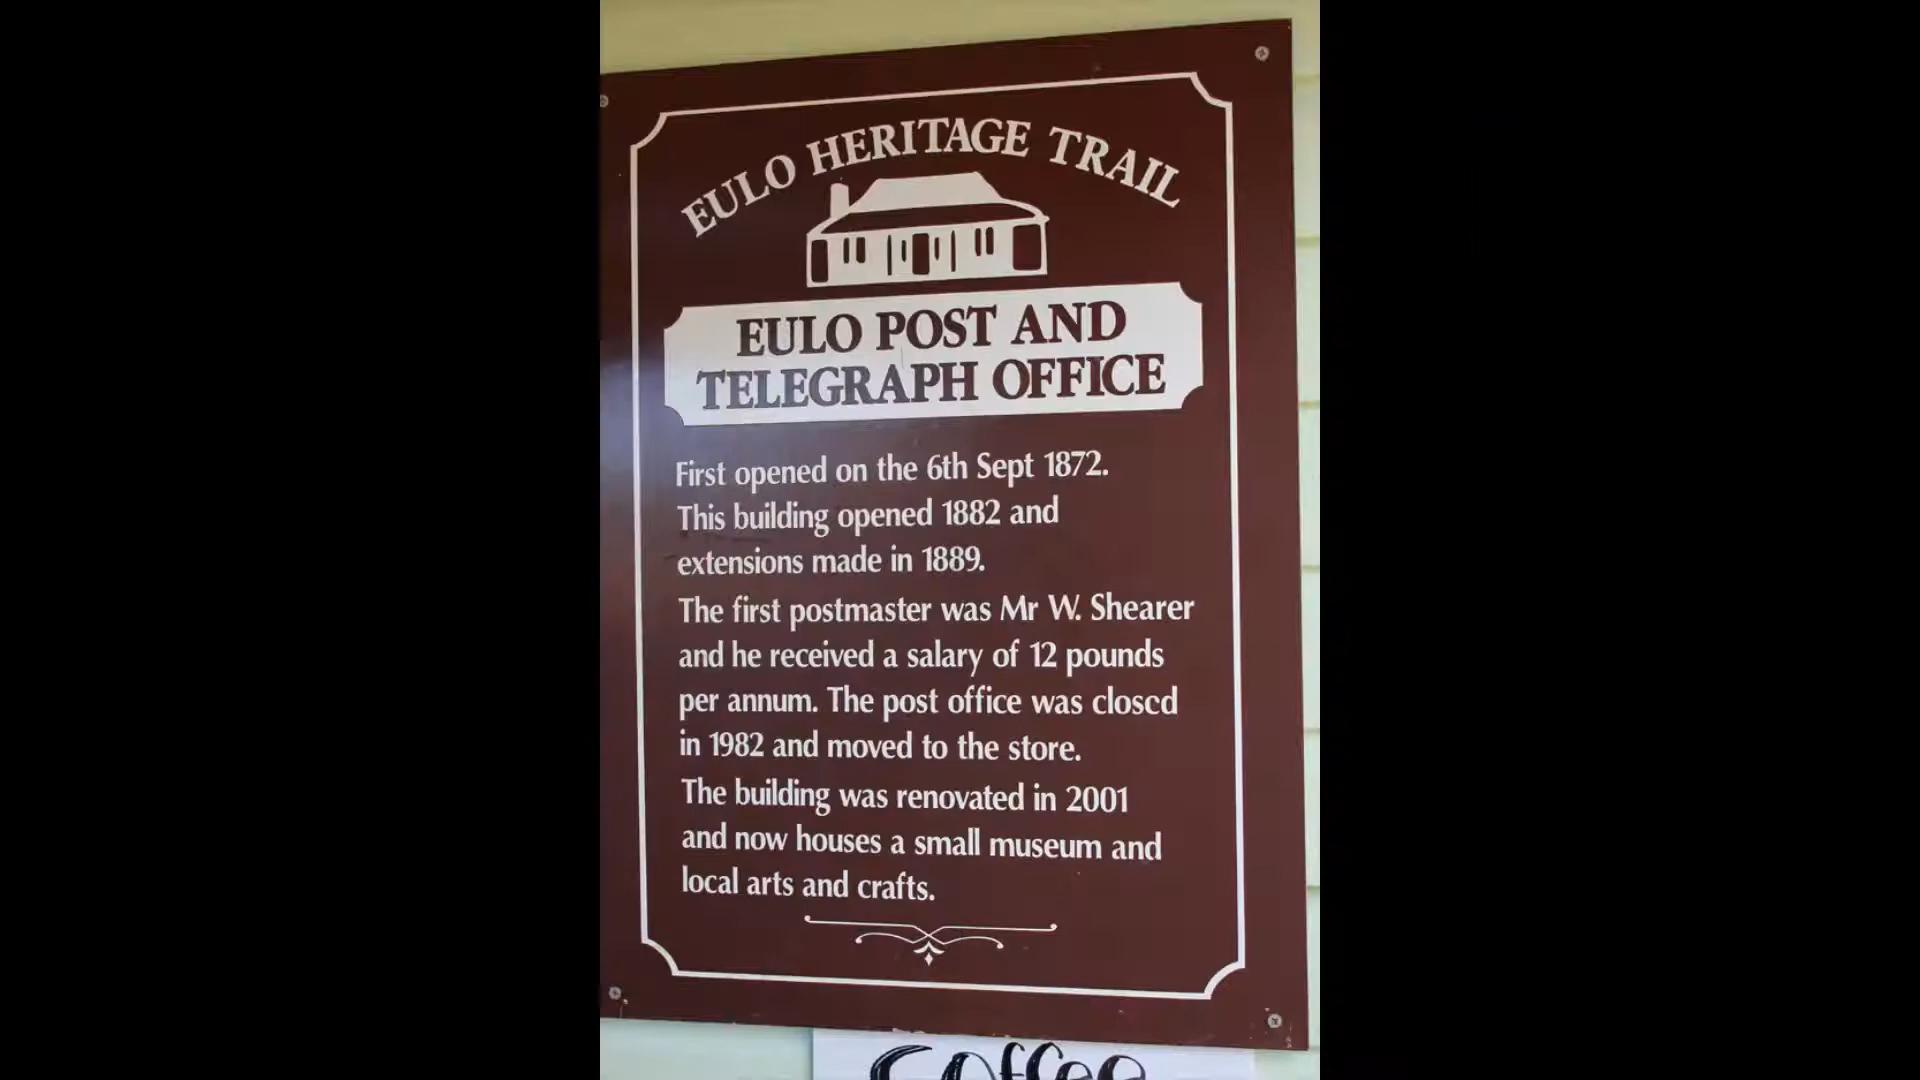 EULO HERITAGE TRAIL
EULO POST AND
TELEGRAPH OFFICE
First opened on the 6th Sept 1872.
This building opened 1882 and
extensions made in 1889.
The first postmaster was Mr W. Shearer
and he received a salary of 12 pounds
per annum. The post office was closed
in 1982 and moved to the store.
The building was renovated in 2001
and now houses a small museum and
local arts and crafts.
Coffee